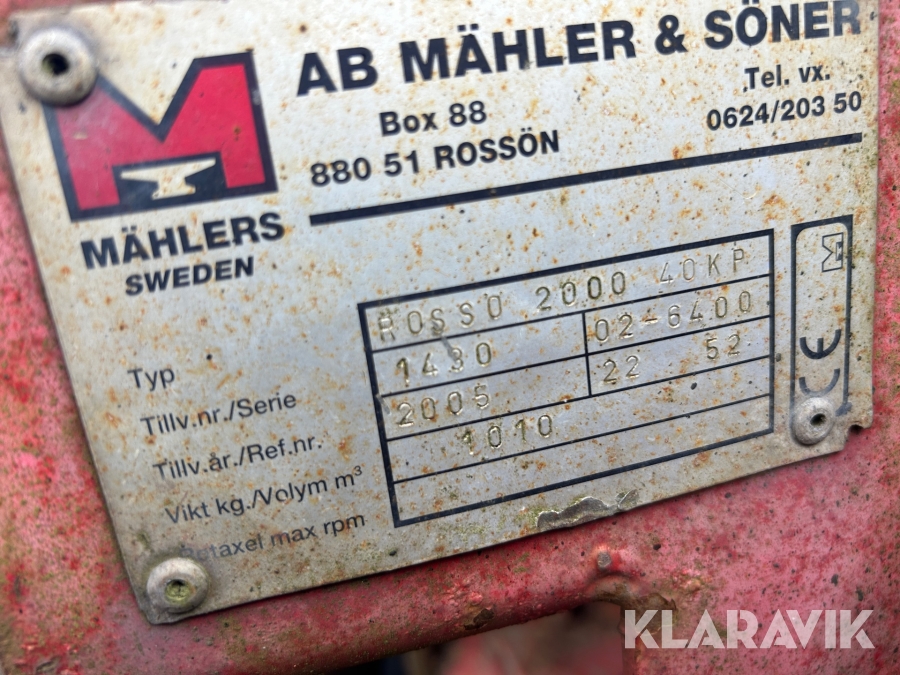 AB MÄHLER & SÖNER
Box 88
880 51 ROSSÖN
Tel. vx.
0624/203 50
M
MÄHLERS
SWEDEN
Typ
ROSSO 2000 40KP
Tillv.nr./Serie
1430
02-6400
Tillv.år./Ref.nr.
2005
22 52
Vikt kg./Volym m³
1010
max rpm
CE
KLARAVIK